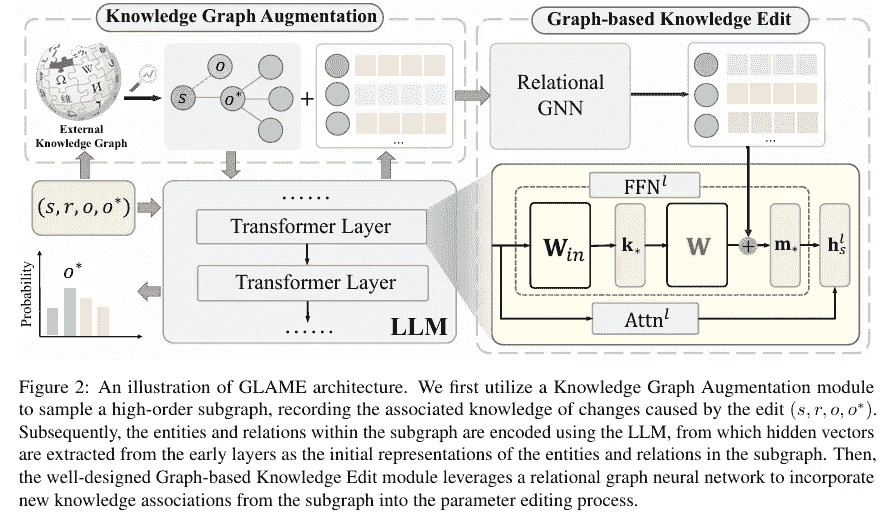 Knowledge Graph Augmentation
Graph-based Knowledge Edit
Ω
W
И
維
External
Knowledge Graph
s
o
o*
+
...
Relational
GNN
...
(s, r, o, o*)
......
Transformer Layer
Transformer Layer
......
LLM
Probability
o*
FFNˡ
W_in
k_*
W
+
m_*
h_s^l
Attnˡ
Figure 2: An illustration of GLAME architecture. We first utilize a Knowledge Graph Augmentation module
to sample a high-order subgraph, recording the associated knowledge of changes caused by the edit (s, r, o, o*).
Subsequently, the entities and relations within the subgraph are encoded using the LLM, from which hidden vectors
are extracted from the early layers as the initial representations of the entities and relations in the subgraph. Then,
the well-designed Graph-based Knowledge Edit module leverages a relational graph neural network to incorporate
new knowledge associations from the subgraph into the parameter editing process.